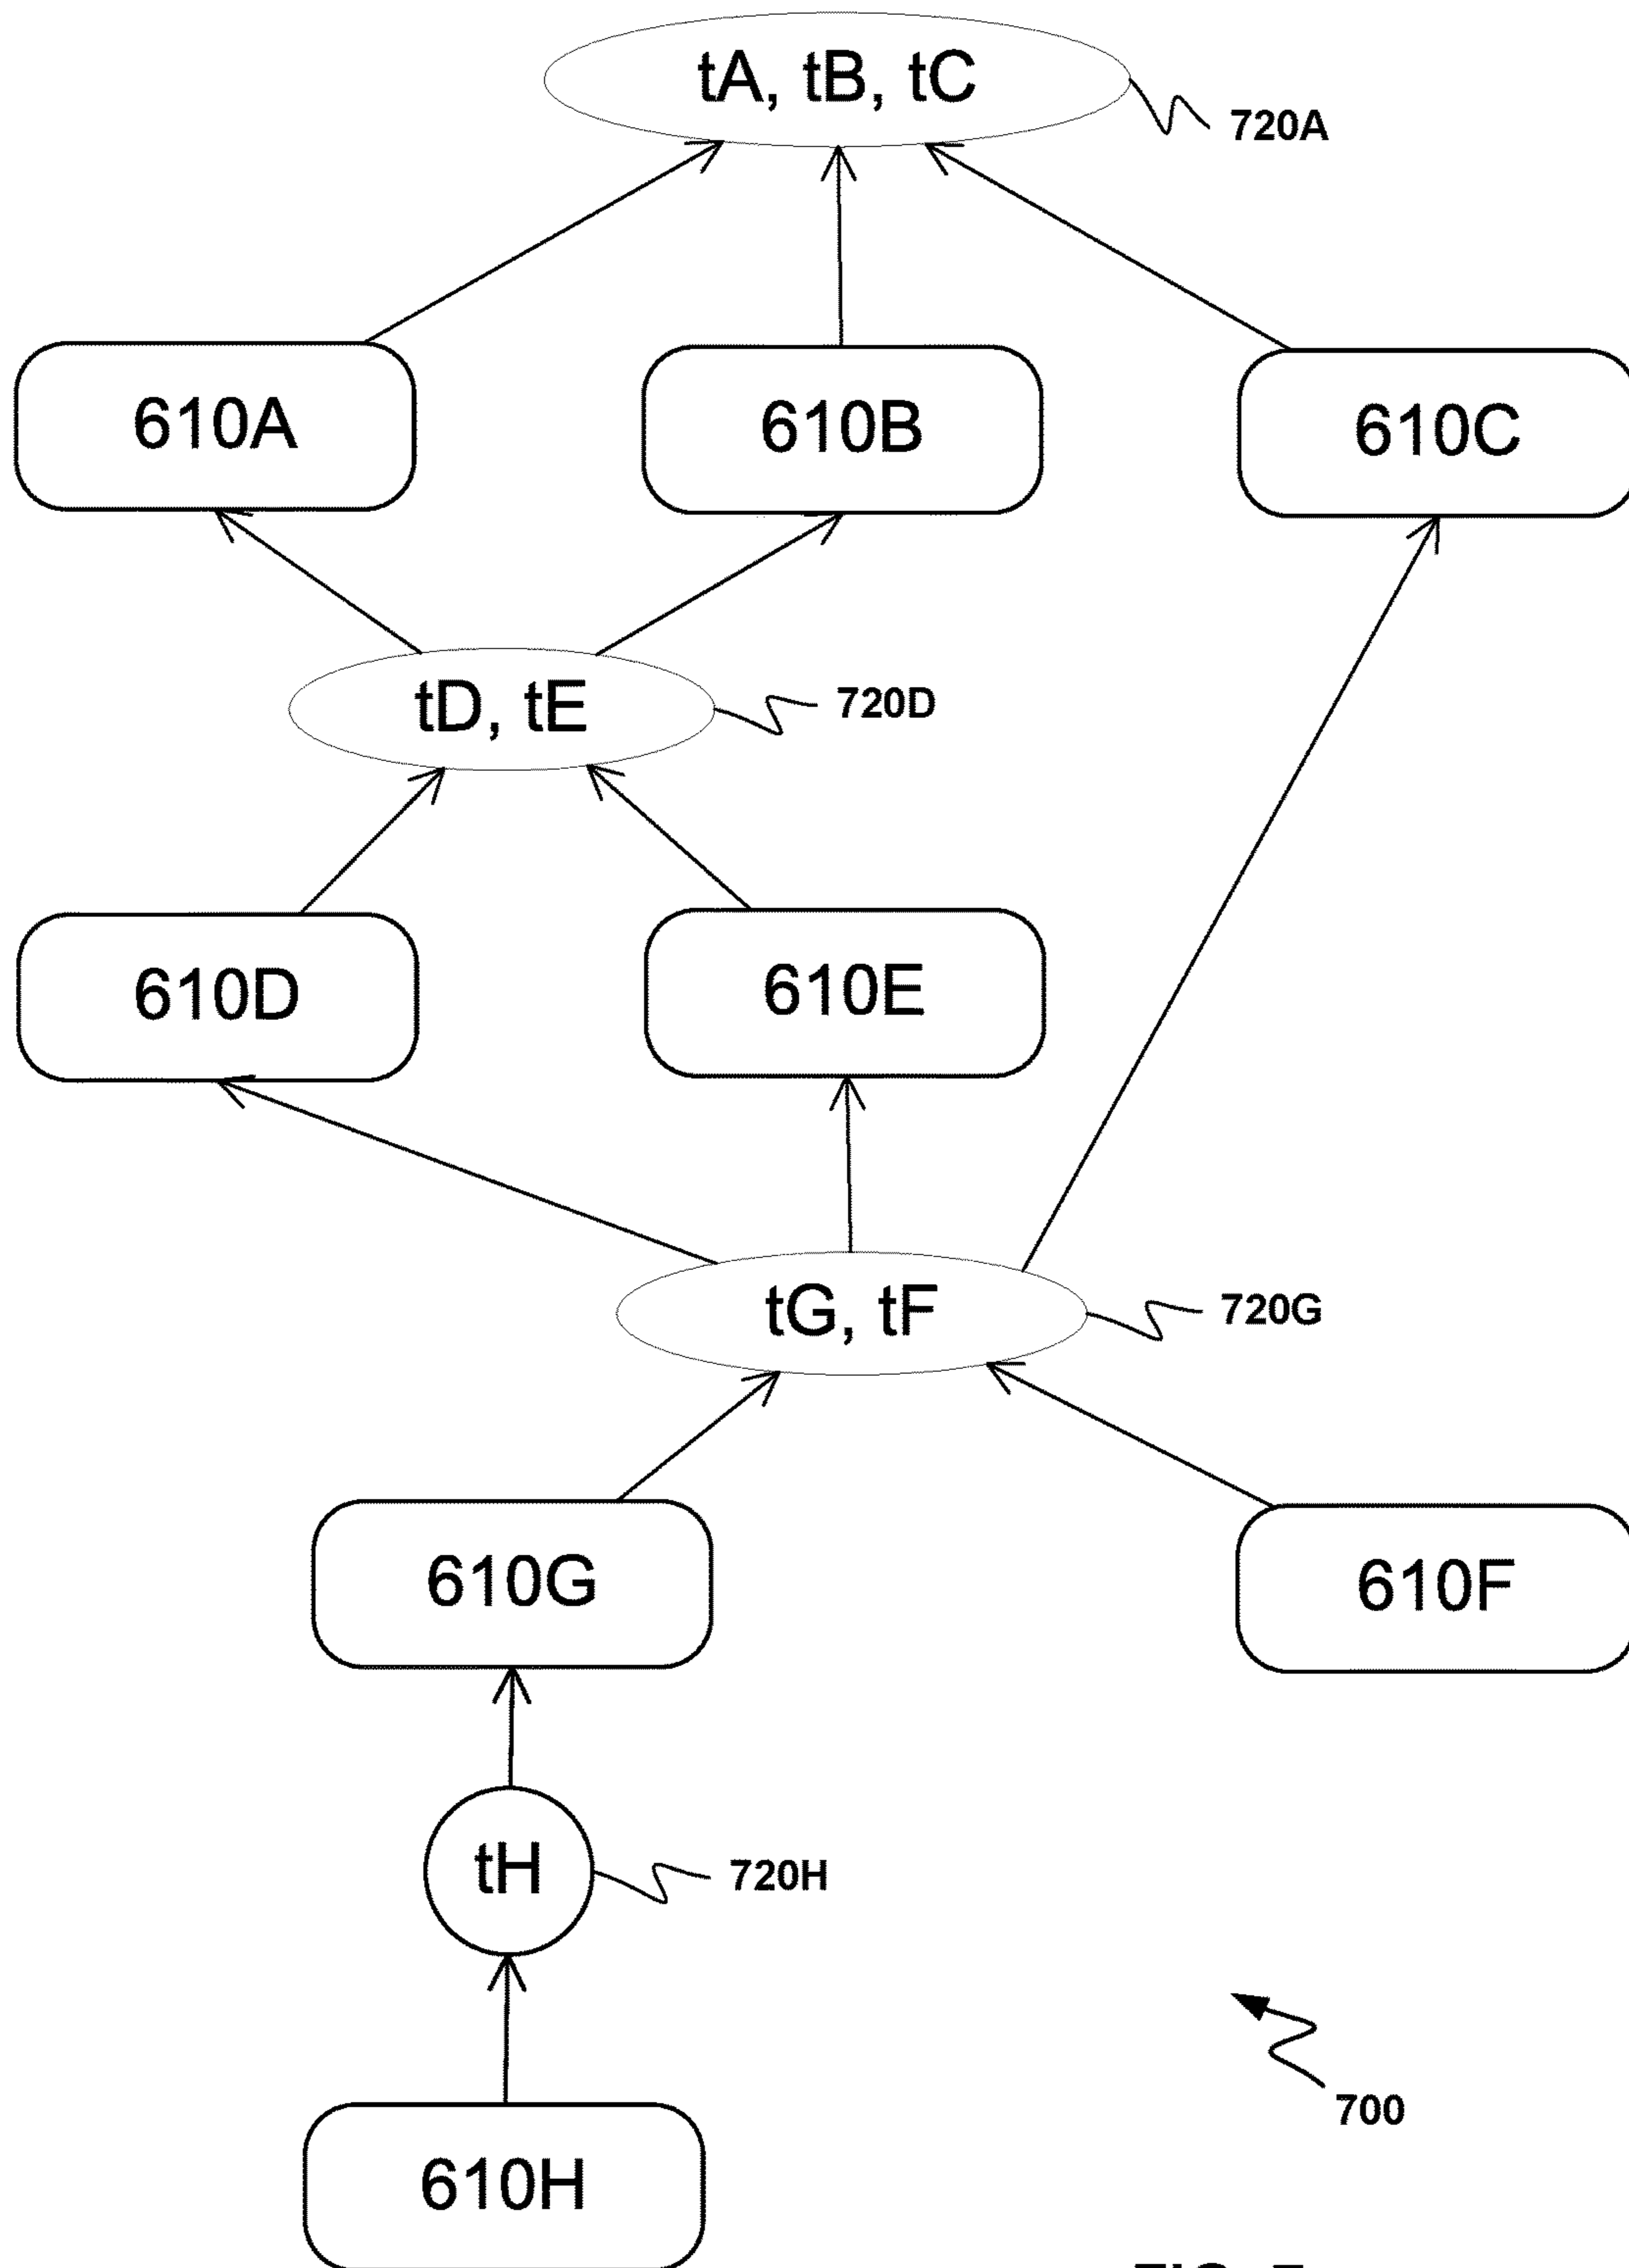 tA, tB, tC
720A
610A
610B
610C
tD, tE
720D
610D
610E
tG, tF
720G
610G
610F
tH
720H
700
610H